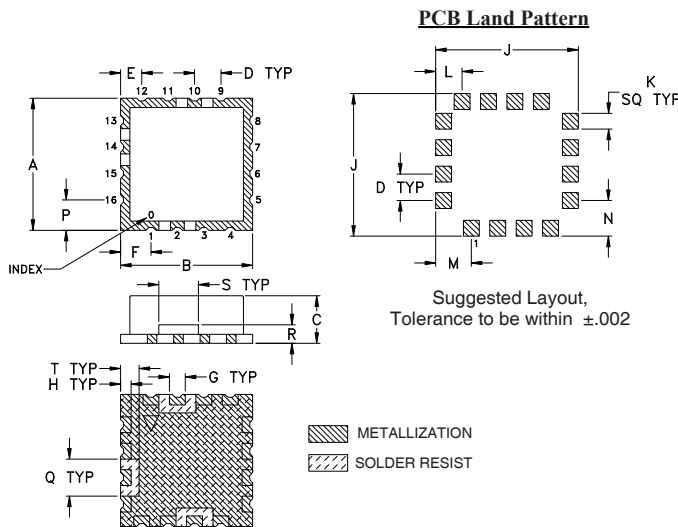 PCB Land Pattern
E
D TYP
12
11
10
9
13
14
15
16
8
7
6
5
A
P
0
1
2
3
4
F
INDEX
B
J
L
K
SQ TYP
J
D TYP
N
1
M
Suggested Layout,
Tolerance to be within ±.002
S TYP
C
R
T TYP
H TYP
G TYP
Q TYP
METALLIZATION
SOLDER RESIST